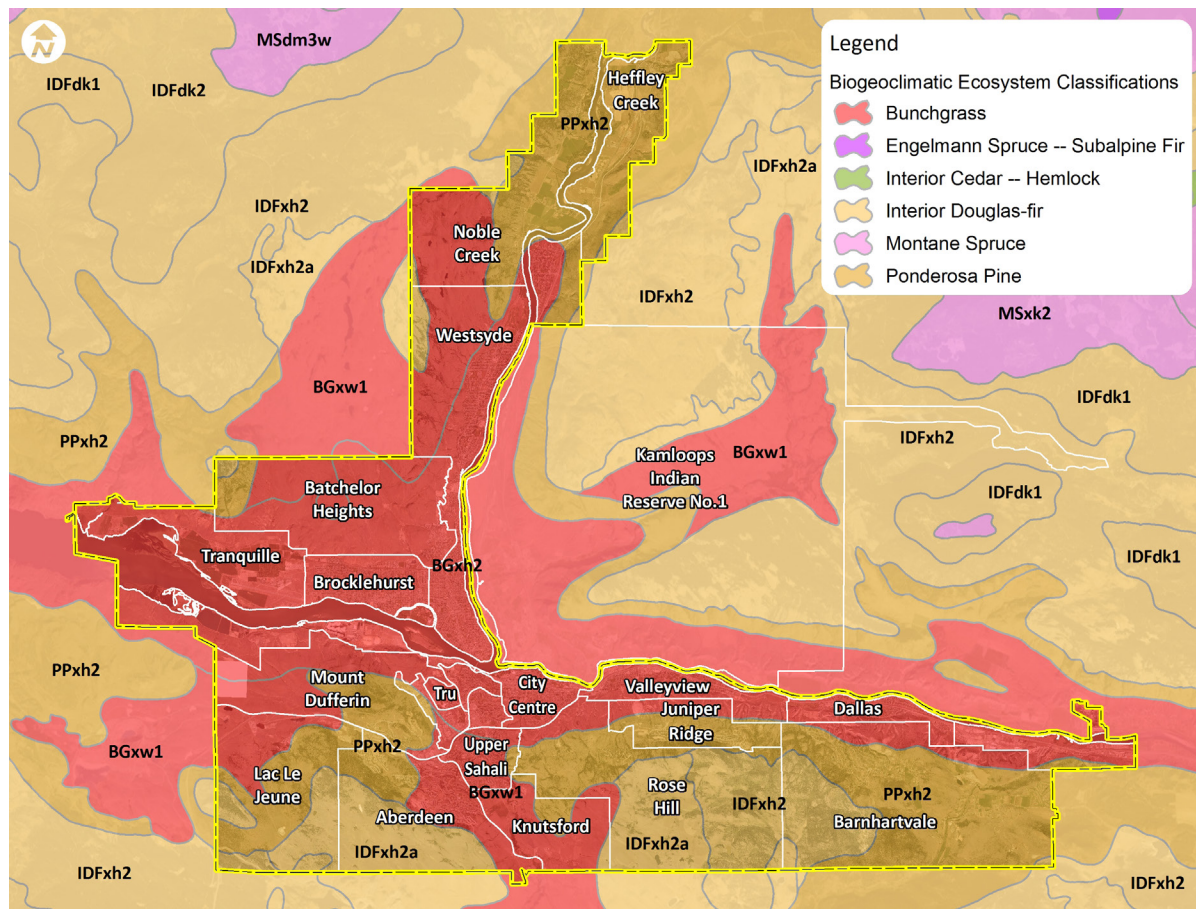 N
MSdm3w
Legend
Biogeoclimatic Ecosystem Classifications
Bunchgrass
Engelmann Spruce -- Subalpine Fir
Interior Cedar -- Hemlock
Interior Douglas-fir
Montane Spruce
Ponderosa Pine
IDFdk1
IDFdk2
Heffley
Creek
PPxh2
IDFxh2a
IDFxh2
Noble
Creek
IDFxh2a
IDFxh2
MSxk2
Westsyde
BGxw1
IDFdk1
PPxh2
IDFxh2
Kamloops
Indian
Reserve No.1
BGxw1
Batchelor
Heights
IDFdk1
Tranquille
Brocklehurst
BGxh2
IDFdk1
PPxh2
Mount
Dufferin
Tru
City
Centre
Valleyview
Juniper
Ridge
Dallas
BGxw1
PPxh2
Upper
Sahali
Lac Le
Jeune
BGxw1
Rose
Hill
PPxh2
IDFxh2
Aberdeen
Knutsford
Barnhartvale
IDFxh2a
IDFxh2a
IDFxh2
IDFxh2